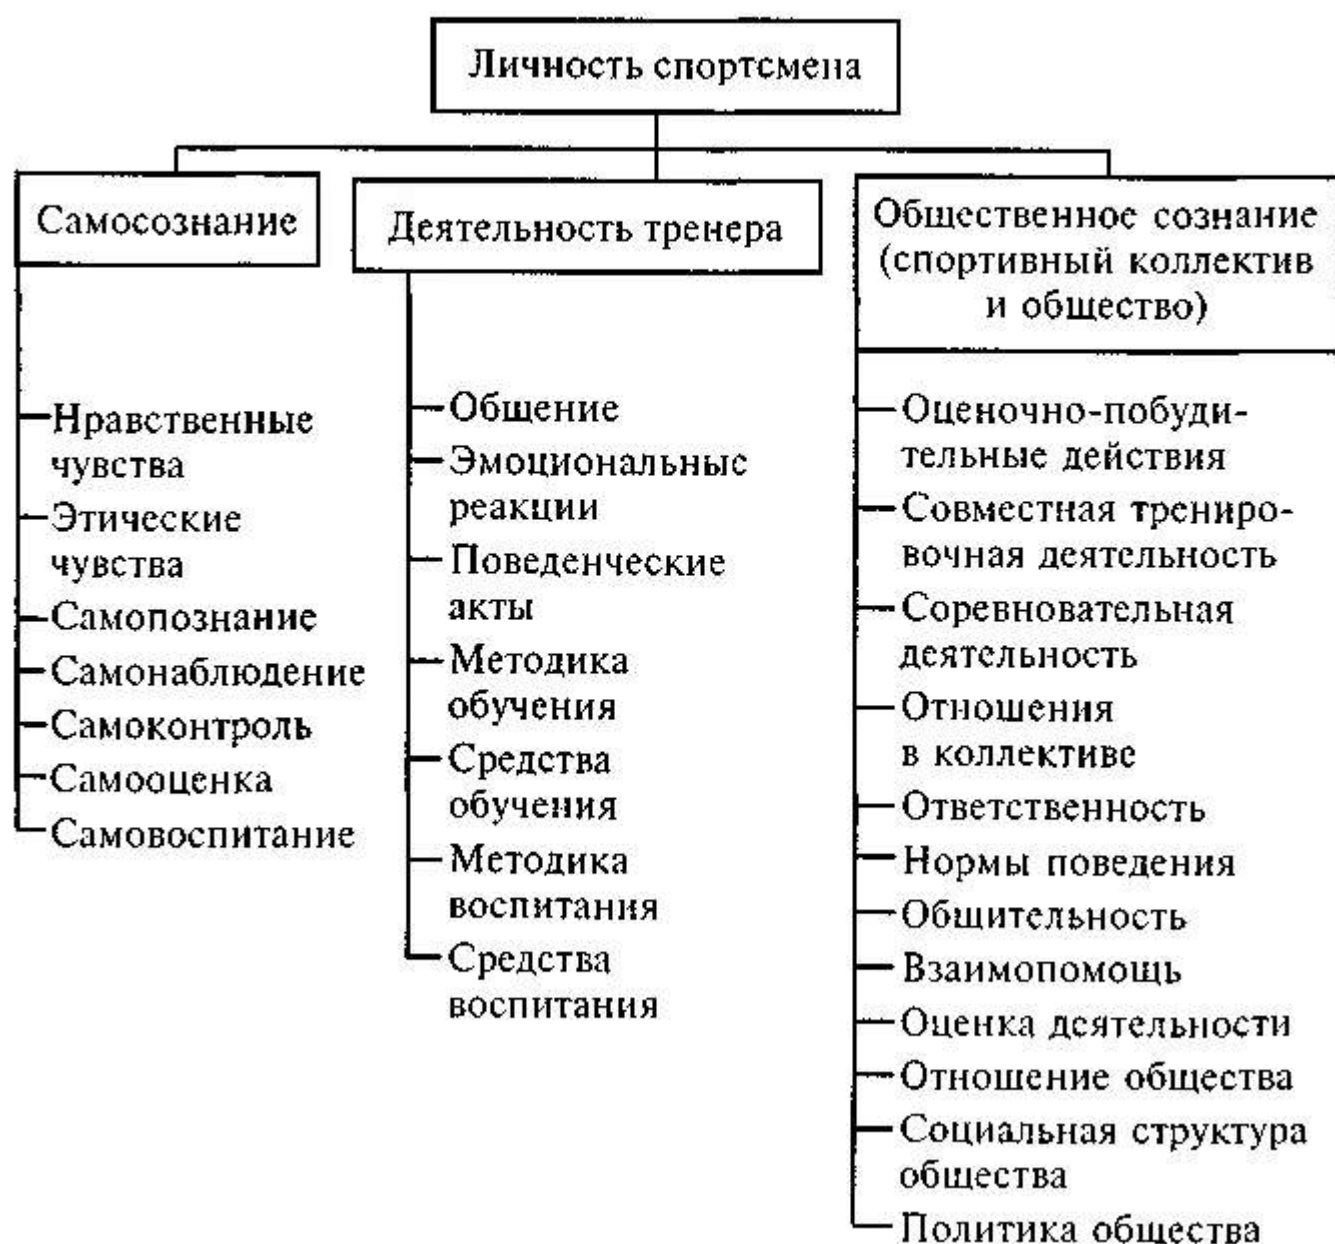 Личность спортсмена
Самосознание
Нравственные
чувства
Этические
чувства
Самопознание
Самонаблюдение
Самоконтроль
Самооценка
Самовоспитание
Деятельность тренера
Общение
Эмоциональные
реакции
Поведенческие
акты
Методика
обучения
Средства
обучения
Методика
воспитания
Средства
воспитания
Общественное сознание
(спортивный коллектив
и общество)
Оценочно-побуди-
тельные действия
Совместная трениро-
вочная деятельность
Соревновательная
деятельность
Отношения
в коллективе
Ответственность
Нормы поведения
Общительность
Взаимопомощь
Оценка деятельности
Отношение общества
Социальная структура
общества
Политика общества